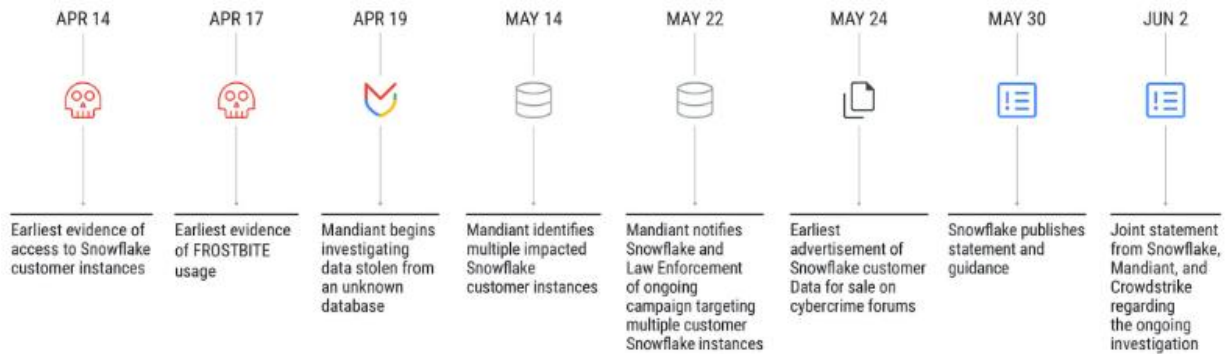 APR 14
APR 17
APR 19
MAY 14
MAY 22
MAY 24
MAY 30
JUN 2
Earliest evidence of
access to Snowflake
customer instances
Earliest evidence
of FROSTBITE
usage
Mandiant begins
investigating
data stolen from
an unknown
database
Mandiant identifies
multiple impacted
Snowflake
customer instances
Mandiant notifies
Snowflake and
Law Enforcement
of ongoing
campaign targeting
multiple customer
Snowflake instances
Earliest
advertisement of
Snowflake customer
Data for sale on
cybercrime forums
Snowflake publishes
statement and
guidance
Joint statement
from Snowflake,
Mandiant, and
Crowdstrike
regarding
the ongoing
investigation